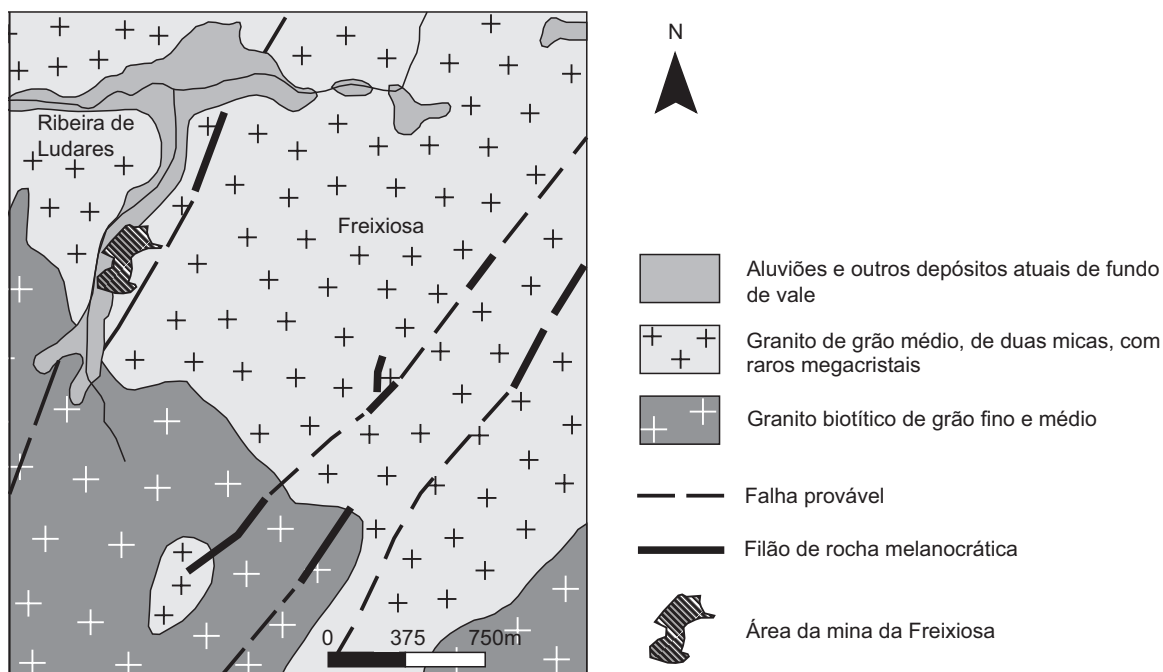 N
Ribeira de
Ludares
Freixiosa
0 375 750m
Aluviões e outros depósitos atuais de fundo
de vale
Granito de grão médio, de duas micas, com
raros megacristais
Granito biotítico de grão fino e médio
Falha provável
Filão de rocha melanocrática
Área da mina da Freixiosa